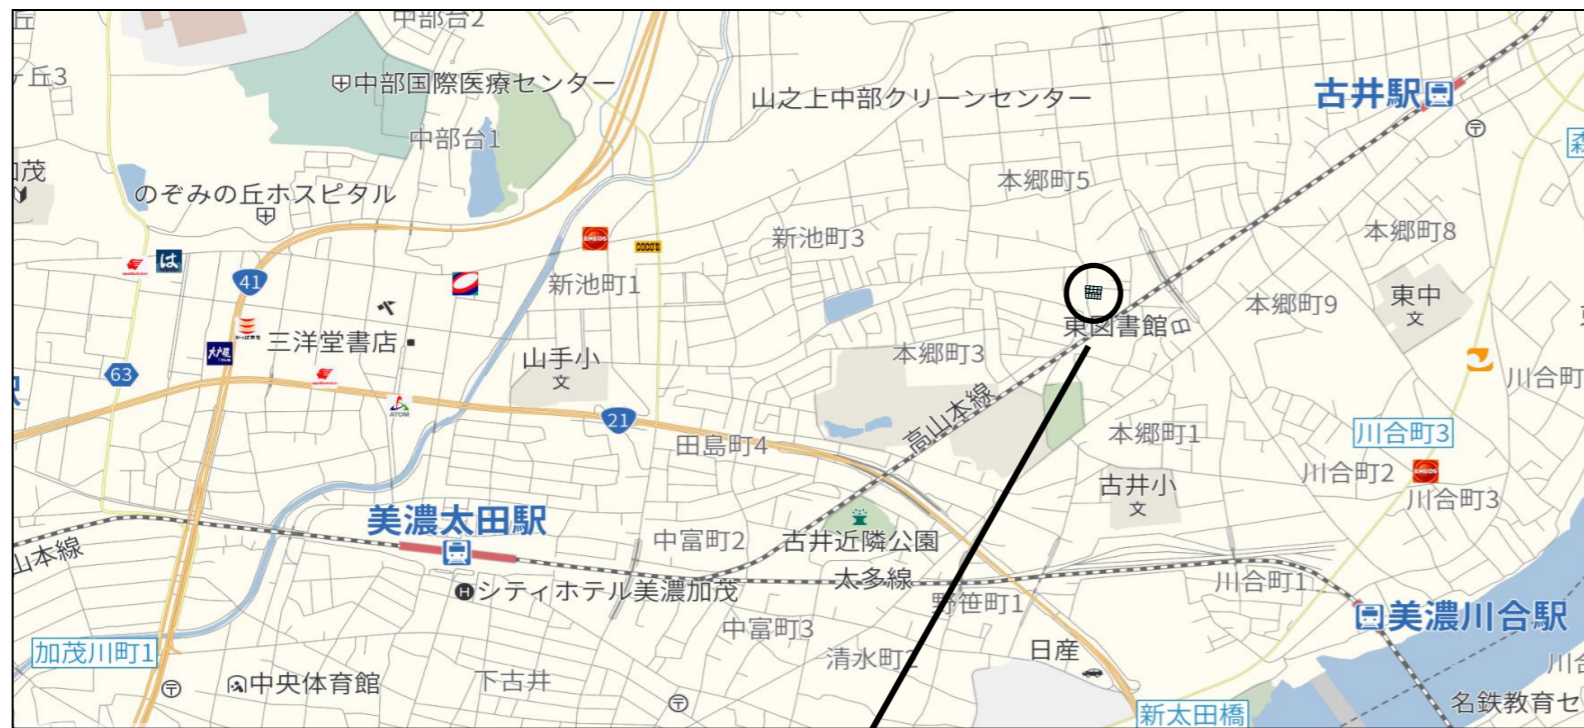 丘
中部台2
ヶ丘3
中部国際医療センター
山之上中部クリーンセンター
古井駅
中部台1
加茂
のぞみの丘ホスピタル
本郷町5
新池町3
本郷町8
は
ENEOS
COCO'S
41
新池町1
本郷町9
東中
文
東図書館
三洋堂書店
山手小
文
本郷町3
63
川合町
ATOM
21
高山本線
田島町4
本郷町1
川合町3
川合町2
ENEOS
川合町3
古井小
文
美濃太田駅
山本線
中富町2
古井近隣公園
太多線
川合町1
H
シティホテル美濃加茂
野笹町1
美濃川合駅
中富町3
加茂川町1
清水町2
日産
中央体育館
下古井
新太田橋
名鉄教育セ